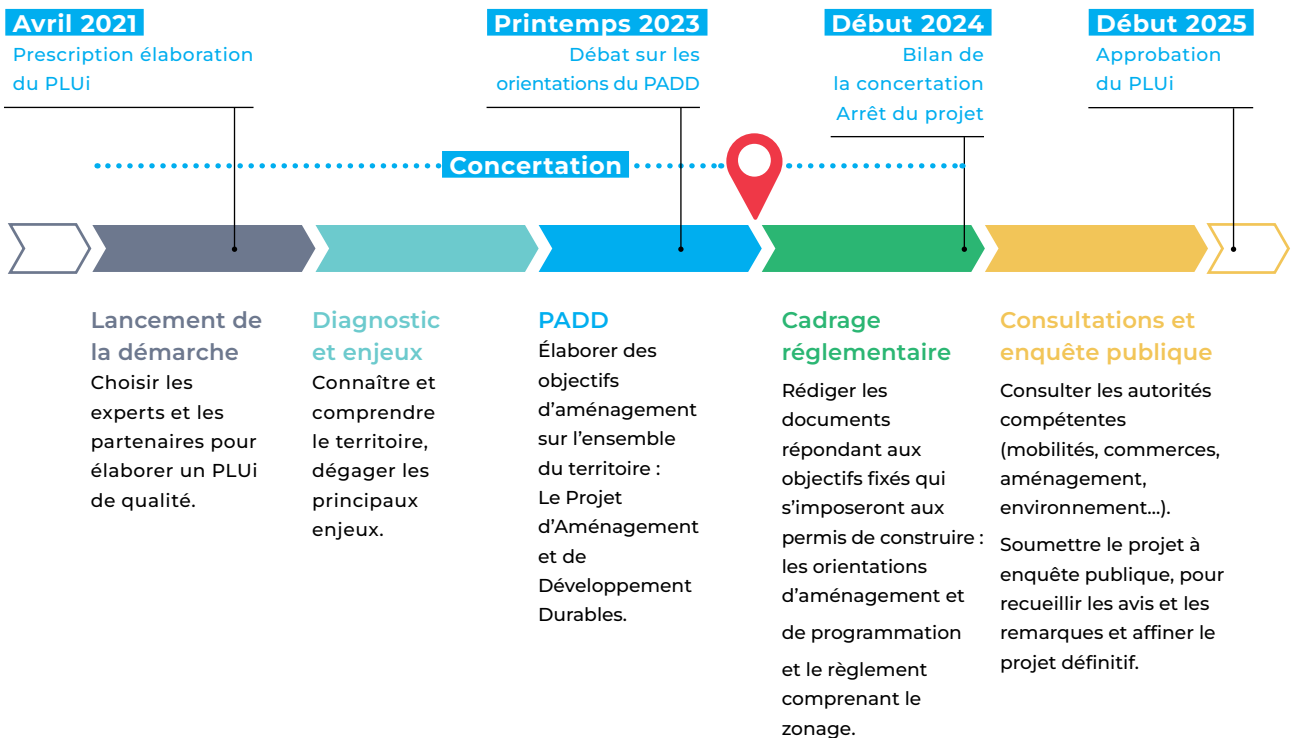 Avril 2021
Prescription élaboration
du PLUi
Printemps 2023
Débat sur les
orientations du PADD
Début 2024
Bilan de
la concertation
Arrêt du projet
Début 2025
Approbation
du PLUi
Concertation
Lancement de
la démarche
Choisir les
experts et les
partenaires pour
élaborer un PLUi
de qualité.
Diagnostic
et enjeux
Connaître et
comprendre
le territoire,
dégager les
principaux
enjeux.
PADD
Élaborer des
objectifs
d’aménagement
sur l’ensemble
du territoire :
Le Projet
d’Aménagement
et de
Développement
Durables.
Cadrage
réglementaire
Rédiger les
documents
répondant aux
objectifs fixés qui
s’imposeront aux
permis de construire :
les orientations
d’aménagement et
de programmation
et le règlement
comprenant le
zonage.
Consultations et
enquête publique
Consulter les autorités
compétentes
(mobilités, commerces,
aménagement,
environnement...).
Soumettre le projet à
enquête publique, pour
recueillir les avis et les
remarques et affiner le
projet définitif.